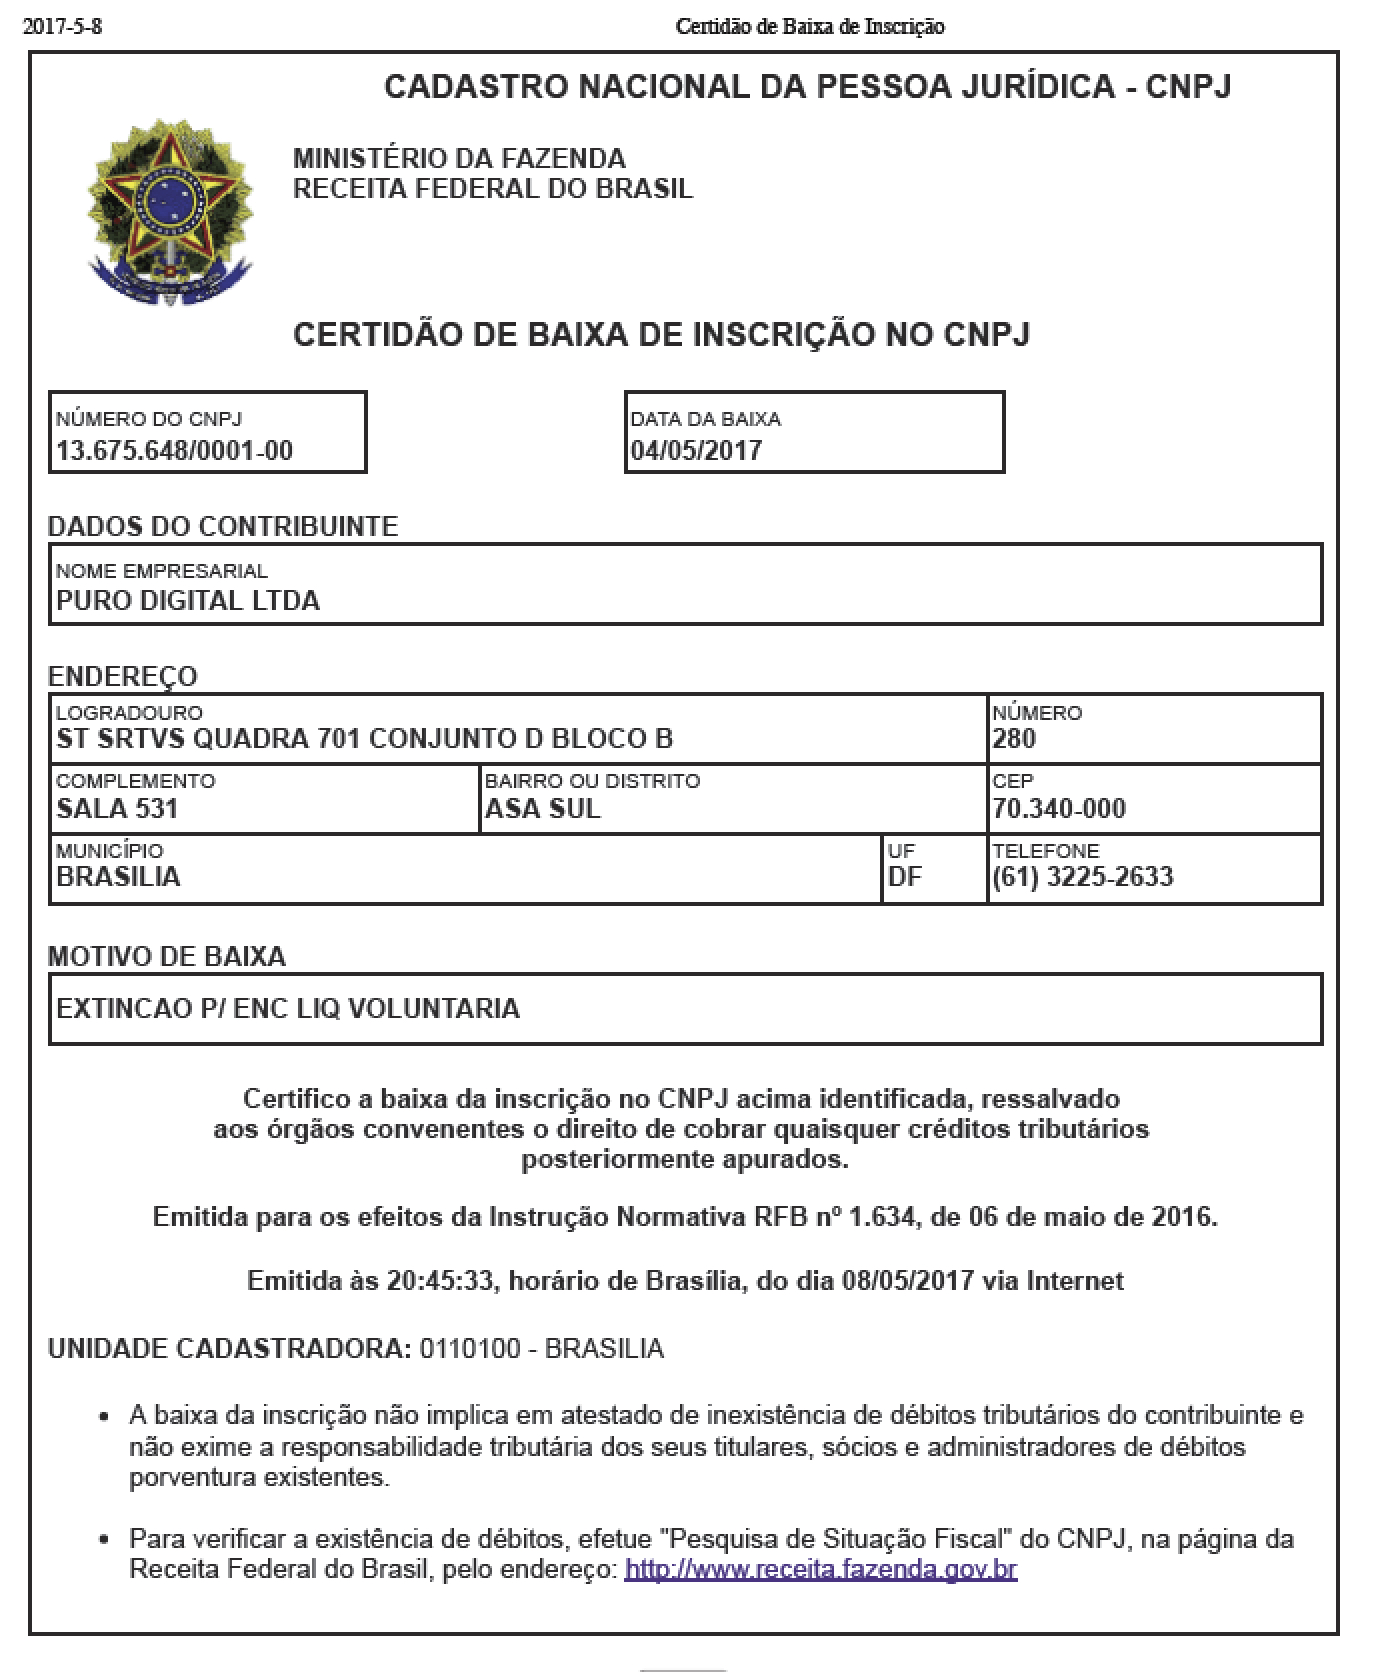 2017-5-8 Certidão de Baixa de Inscrição
CADASTRO NACIONAL DA PESSOA JURÍDICA - CNPJ
MINISTÉRIO DA FAZENDA
RECEITA FEDERAL DO BRASIL
CERTIDÃO DE BAIXA DE INSCRIÇÃO NO CNPJ
NÚMERO DO CNPJ
13.675.648/0001-00
DATA DA BAIXA
04/05/2017
DADOS DO CONTRIBUINTE
NOME EMPRESARIAL
PURO DIGITAL LTDA
ENDEREÇO
LOGRADOURO
ST SRTVS QUADRA 701 CONJUNTO D BLOCO B
NÚMERO
280
COMPLEMENTO
SALA 531
BAIRRO OU DISTRITO
ASA SUL
CEP
70.340-000
MUNICÍPIO
BRASILIA
UF
DF
TELEFONE
(61) 3225-2633
MOTIVO DE BAIXA
EXTINCAO P/ ENC LIQ VOLUNTARIA
Certifico a baixa da inscrição no CNPJ acima identificada, ressalvado
aos órgãos convenentes o direito de cobrar quaisquer créditos tributários
posteriormente apurados.
Emitida para os efeitos da Instrução Normativa RFB nº 1.634, de 06 de maio de 2016.
Emitida às 20:45:33, horário de Brasília, do dia 08/05/2017 via Internet
UNIDADE CADASTRADORA: 0110100 - BRASILIA
• A baixa da inscrição não implica em atestado de inexistência de débitos tributários do contribuinte e
não exime a responsabilidade tributária dos seus titulares, sócios e administradores de débitos
porventura existentes.
• Para verificar a existência de débitos, efetue "Pesquisa de Situação Fiscal" do CNPJ, na página da
Receita Federal do Brasil, pelo endereço: http://www.receita.fazenda.gov.br